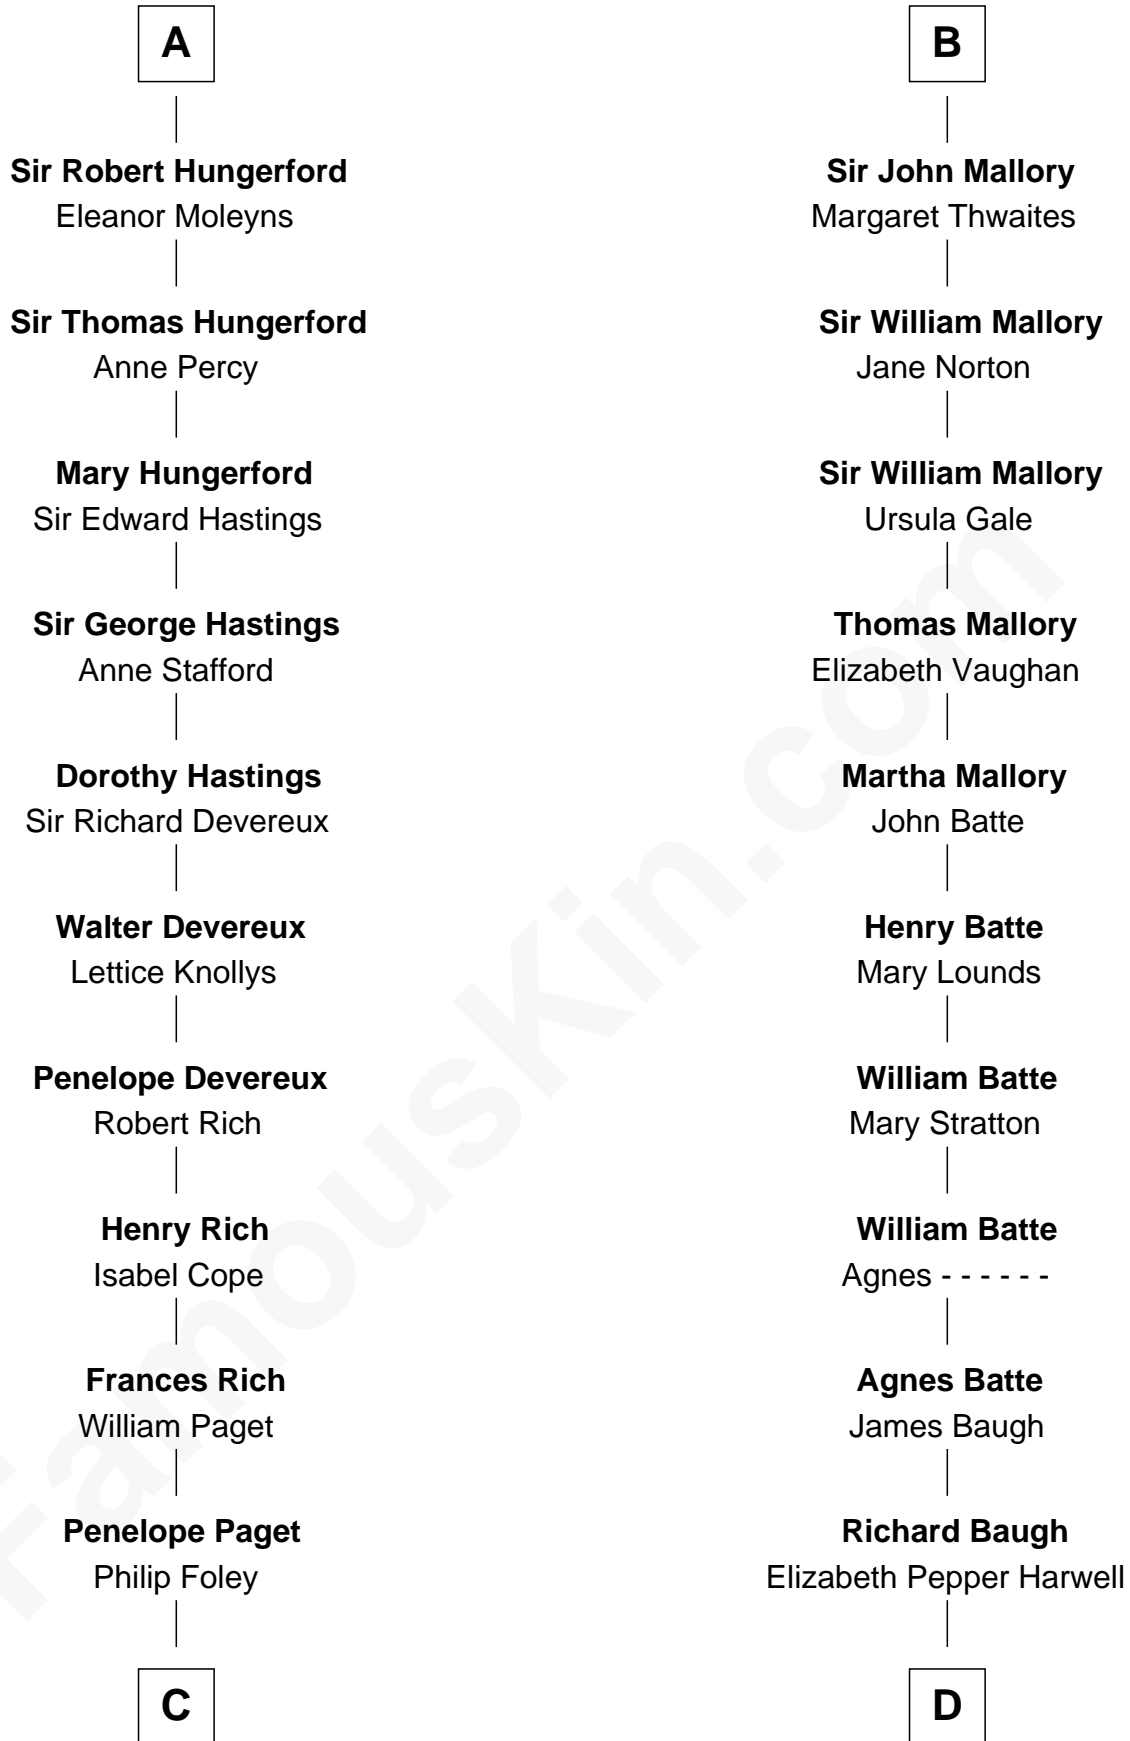 A
Sir Robert Hungerford
Eleanor Moleyns
Sir Thomas Hungerford
Anne Percy
Mary Hungerford
Sir Edward Hastings
Sir George Hastings
Anne Stafford
Dorothy Hastings
Sir Richard Devereux
Walter Devereux
Lettice Knollys
Penelope Devereux
Robert Rich
Henry Rich
Isabel Cope
Frances Rich
William Paget
Penelope Paget
Philip Foley
C
B
Sir John Mallory
Margaret Thwaites
Sir William Mallory
Jane Norton
Sir William Mallory
Ursula Gale
Thomas Mallory
Elizabeth Vaughan
Martha Mallory
John Batte
Henry Batte
Mary Lounds
William Batte
Mary Stratton
William Batte
Agnes - - - - - -
Agnes Batte
James Baugh
Richard Baugh
Elizabeth Pepper Harwell
D
FamousKin.com